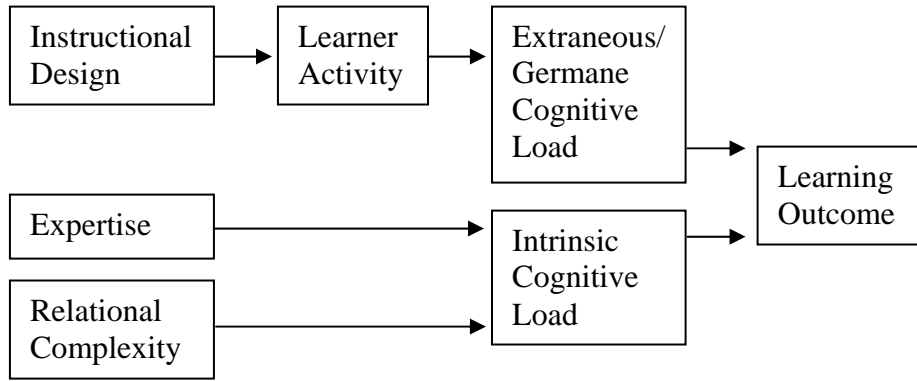 Instructional
Design
Learner
Activity
Extraneous/
Germane
Cognitive
Load
Learning
Outcome
Expertise
Intrinsic
Cognitive
Load
Relational
Complexity